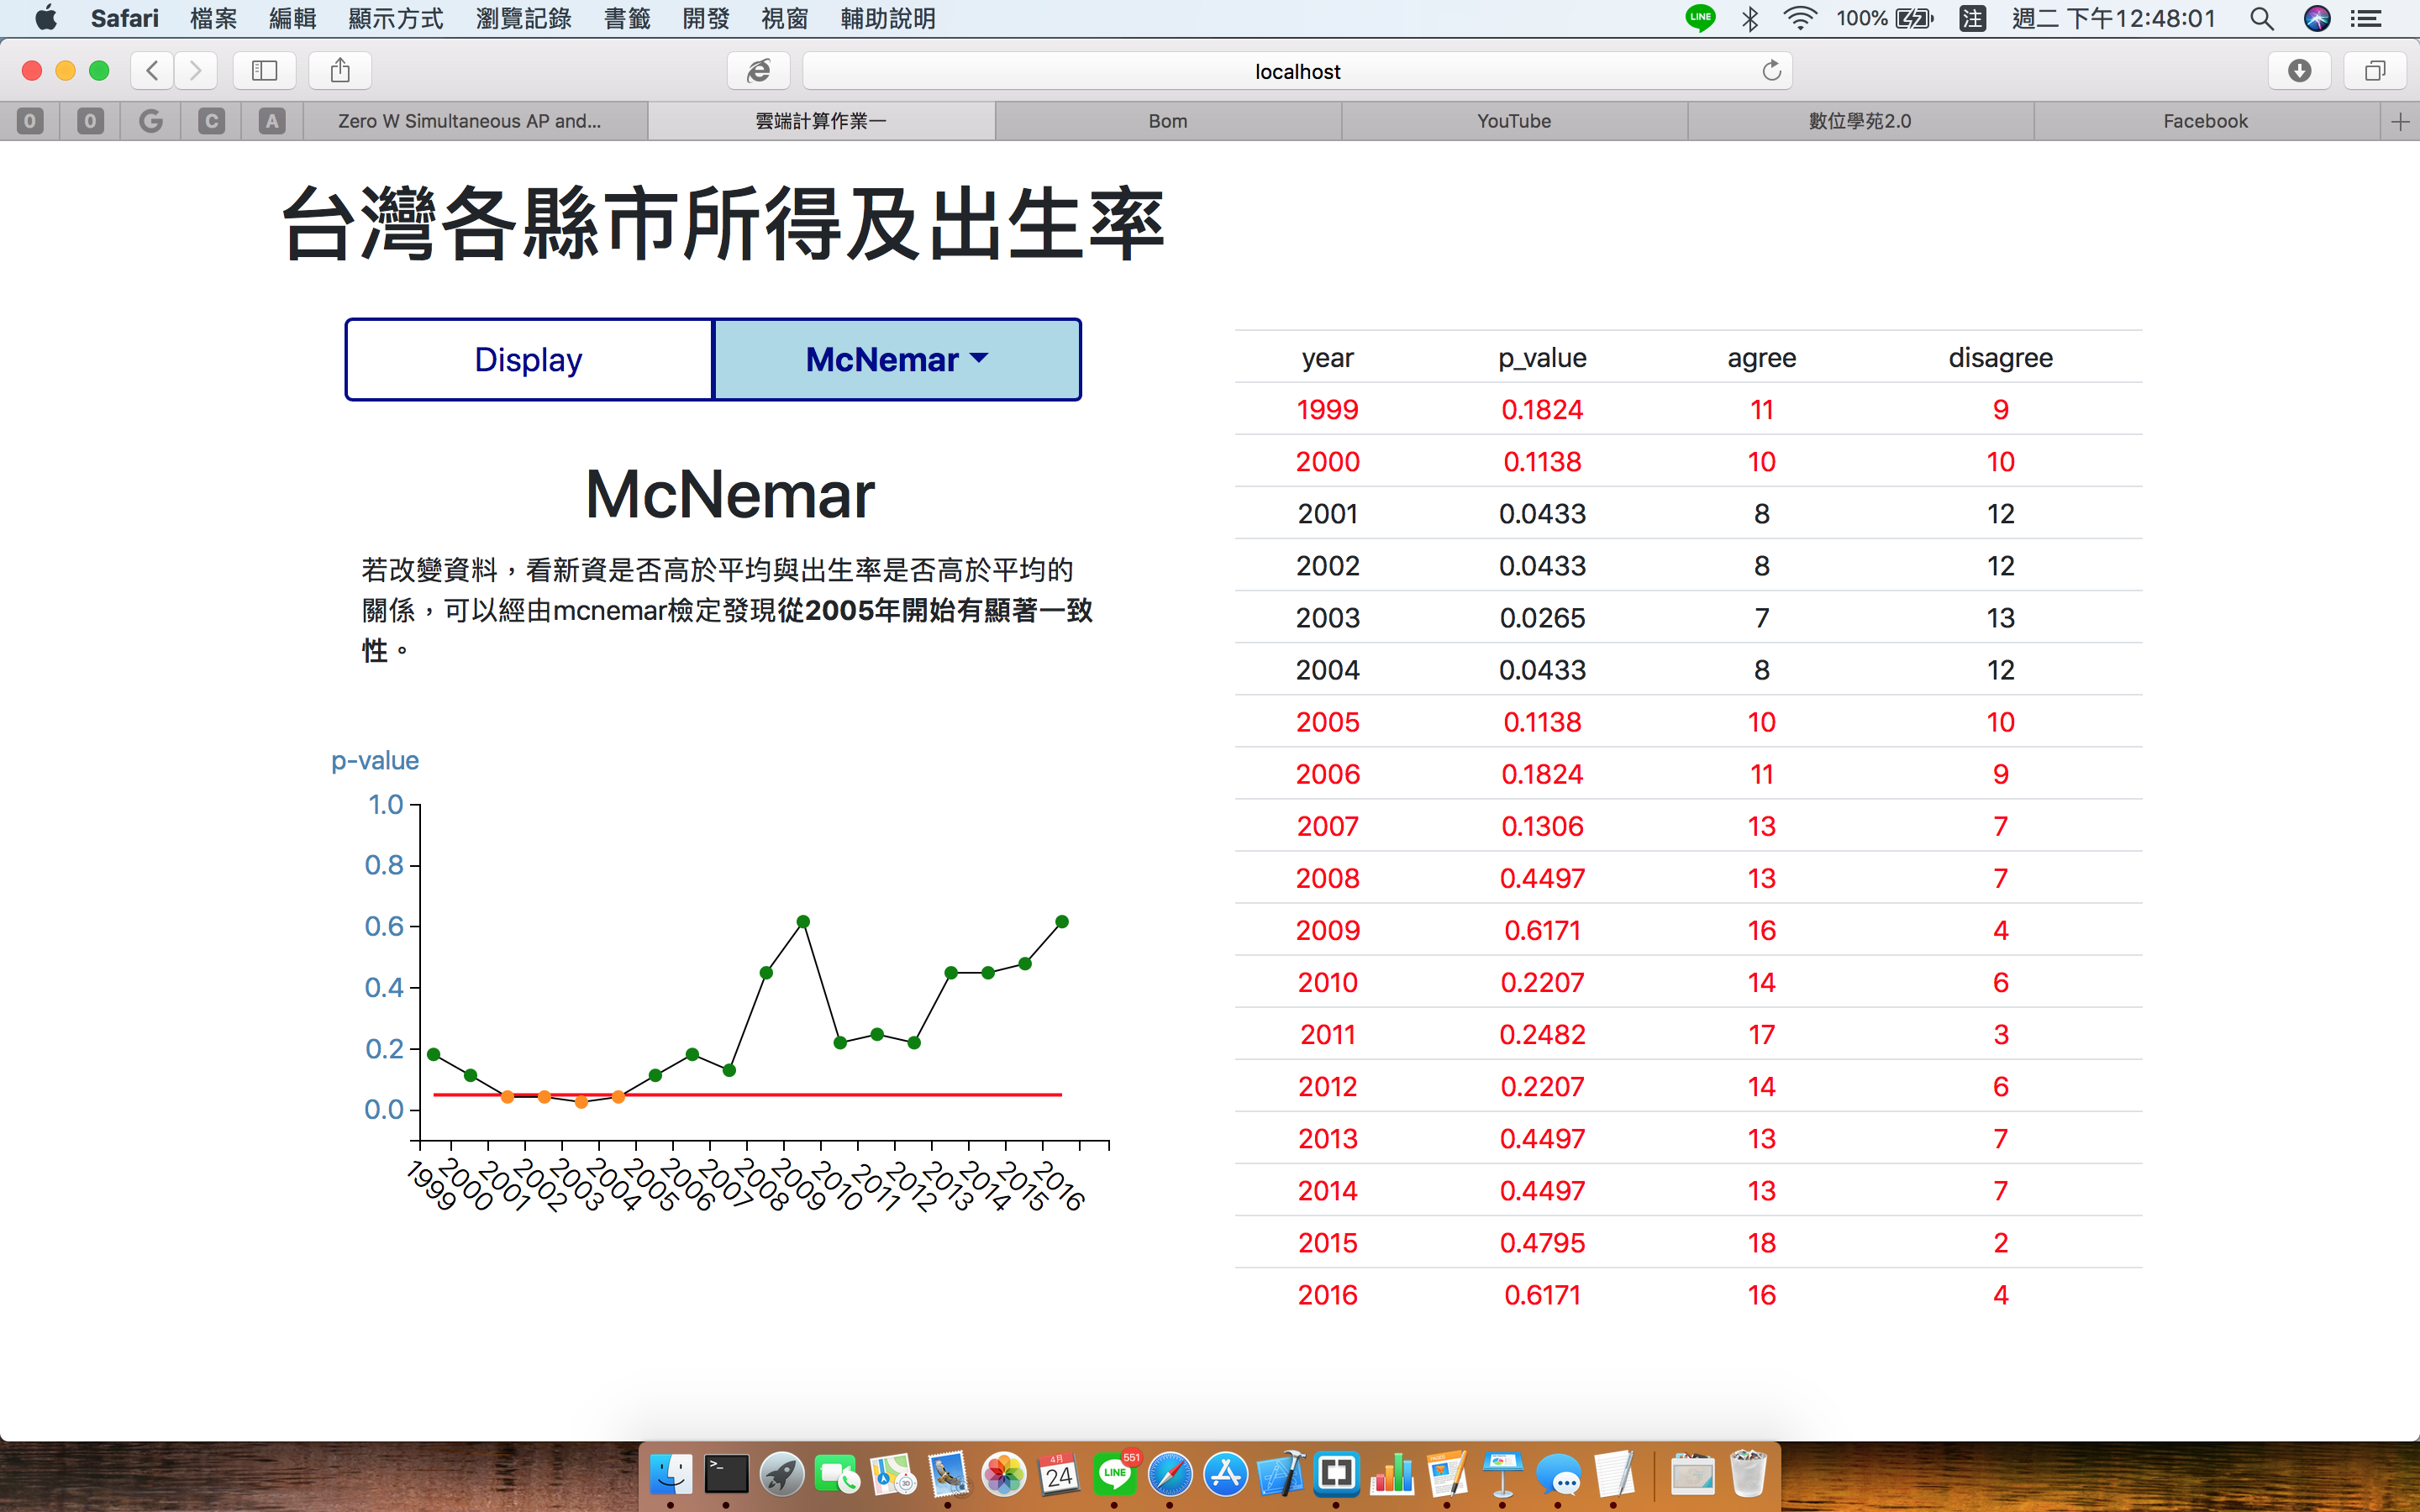 Safari 檔案 編輯 顯示方式 瀏覽記錄 書籤 開發 視窗 輔助說明 LINE 100% 注 週二 下午12:48:01
localhost
0 0 G C A Zero W Simultaneous AP and... 雲端計算作業一 Bom YouTube 數位學苑2.0 Facebook
台灣各縣市所得及出生率
Display McNemar
McNemar
若改變資料，看新資是否高於平均與出生率是否高於平均的
關係，可以經由mcnemar檢定發現從2005年開始有顯著一致
性。
p-value
1.0
0.8
0.6
0.4
0.2
0.0
1999 2000 2001 2002 2003 2004 2005 2006 2007 2008 2009 2010 2011 2012 2013 2014 2015 2016
year p_value agree disagree
1999 0.1824 11 9
2000 0.1138 10 10
2001 0.0433 8 12
2002 0.0433 8 12
2003 0.0265 7 13
2004 0.0433 8 12
2005 0.1138 10 10
2006 0.1824 11 9
2007 0.1306 13 7
2008 0.4497 13 7
2009 0.6171 16 4
2010 0.2207 14 6
2011 0.2482 17 3
2012 0.2207 14 6
2013 0.4497 13 7
2014 0.4497 13 7
2015 0.4795 18 2
2016 0.6171 16 4
4月 24 LINE 551